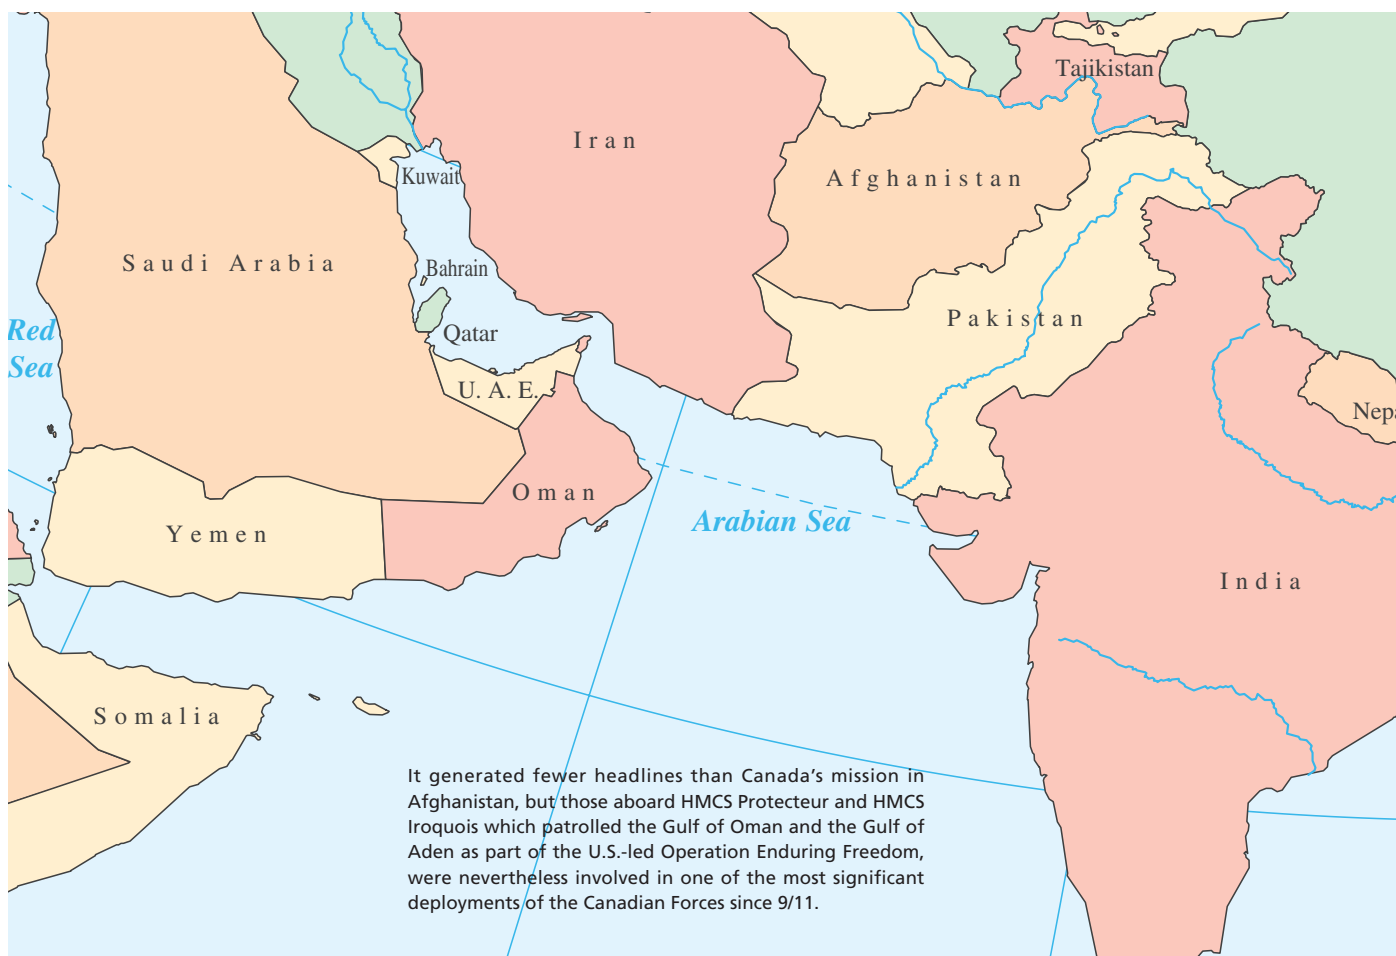 Tajikistan
Iran
Afghanistan
Kuwait
Saudi Arabia
Bahrain
Pakistan
Red
Sea
Qatar
U. A. E.
Nepa
Oman
Arabian Sea
Yemen
India
Somalia
It generated fewer headlines than Canada’s mission in
Afghanistan, but those aboard HMCS Protecteur and HMCS
Iroquois which patrolled the Gulf of Oman and the Gulf of
Aden as part of the U.S.-led Operation Enduring Freedom,
were nevertheless involved in one of the most significant
deployments of the Canadian Forces since 9/11.